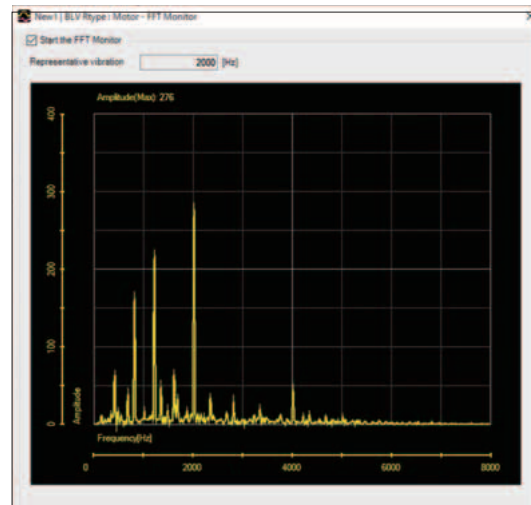 New1 | BLV Rtype : Motor - FFT Monitor
Start the FFT Monitor
Representative vibration 2000 [Hz]
Amplitude(Max) 276
400
300
200
100
0
Amplitude
Frequency[Hz]
0 2000 4000 6000 8000